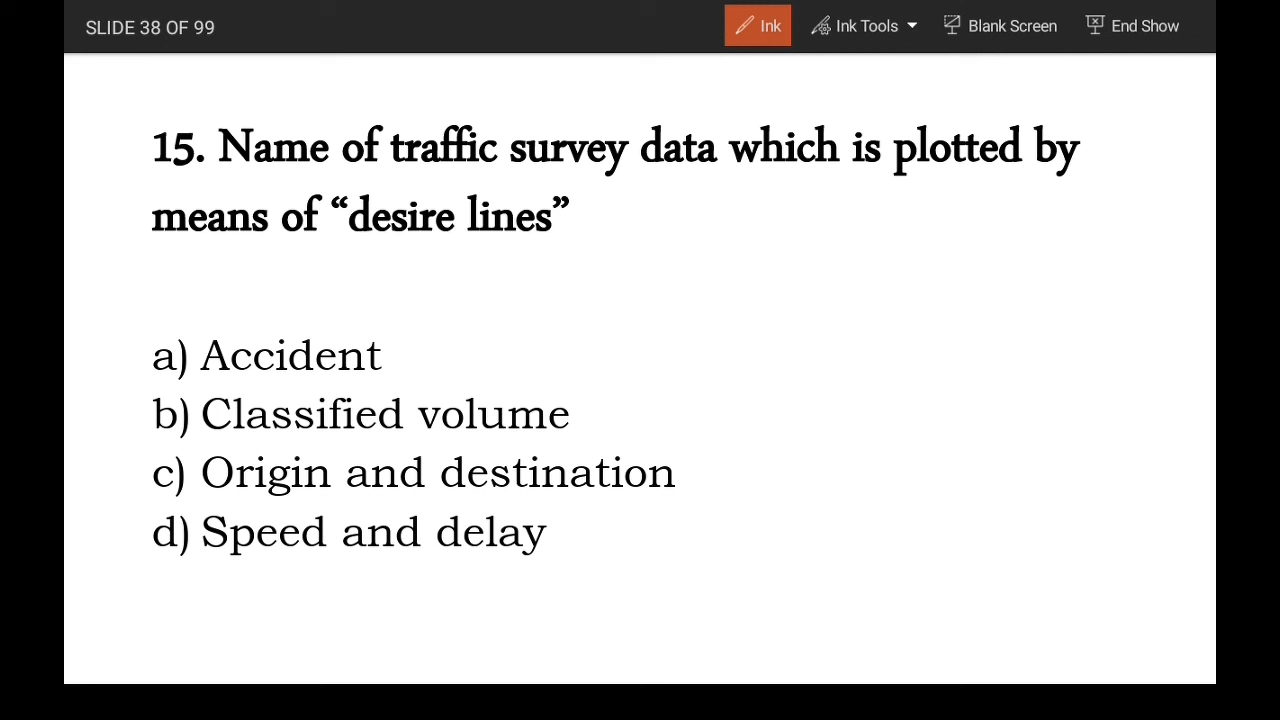 SLIDE 38 OF 99
Ink
Ink Tools
Blank Screen
End Show
15. Name of traffic survey data which is plotted by
means of “desire lines”
a) Accident
b) Classified volume
c) Origin and destination
d) Speed and delay